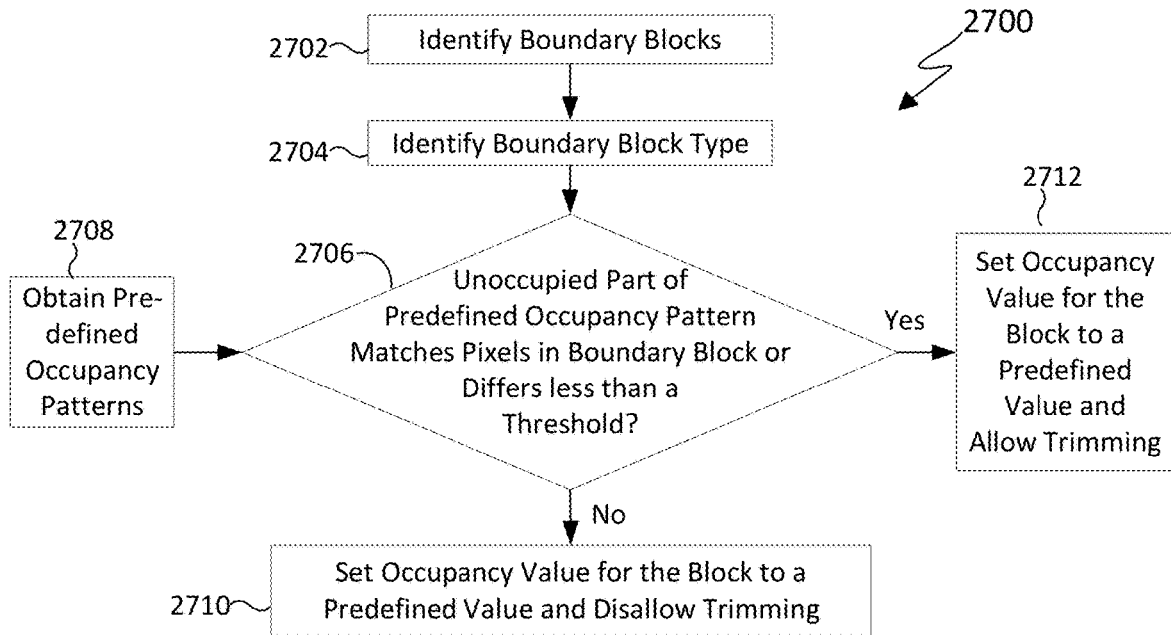 2700
2702
Identify Boundary Blocks
2704
Identify Boundary Block Type
2712
2708
2706
Obtain Pre-
defined
Occupancy
Patterns
Unoccupied Part of
Predefined Occupancy Pattern
Matches Pixels in Boundary Block or
Differs less than a
Threshold?
Yes
Set Occupancy
Value for the
Block to a
Predefined
Value and
Allow Trimming
No
2710
Set Occupancy Value for the Block to a
Predefined Value and Disallow Trimming